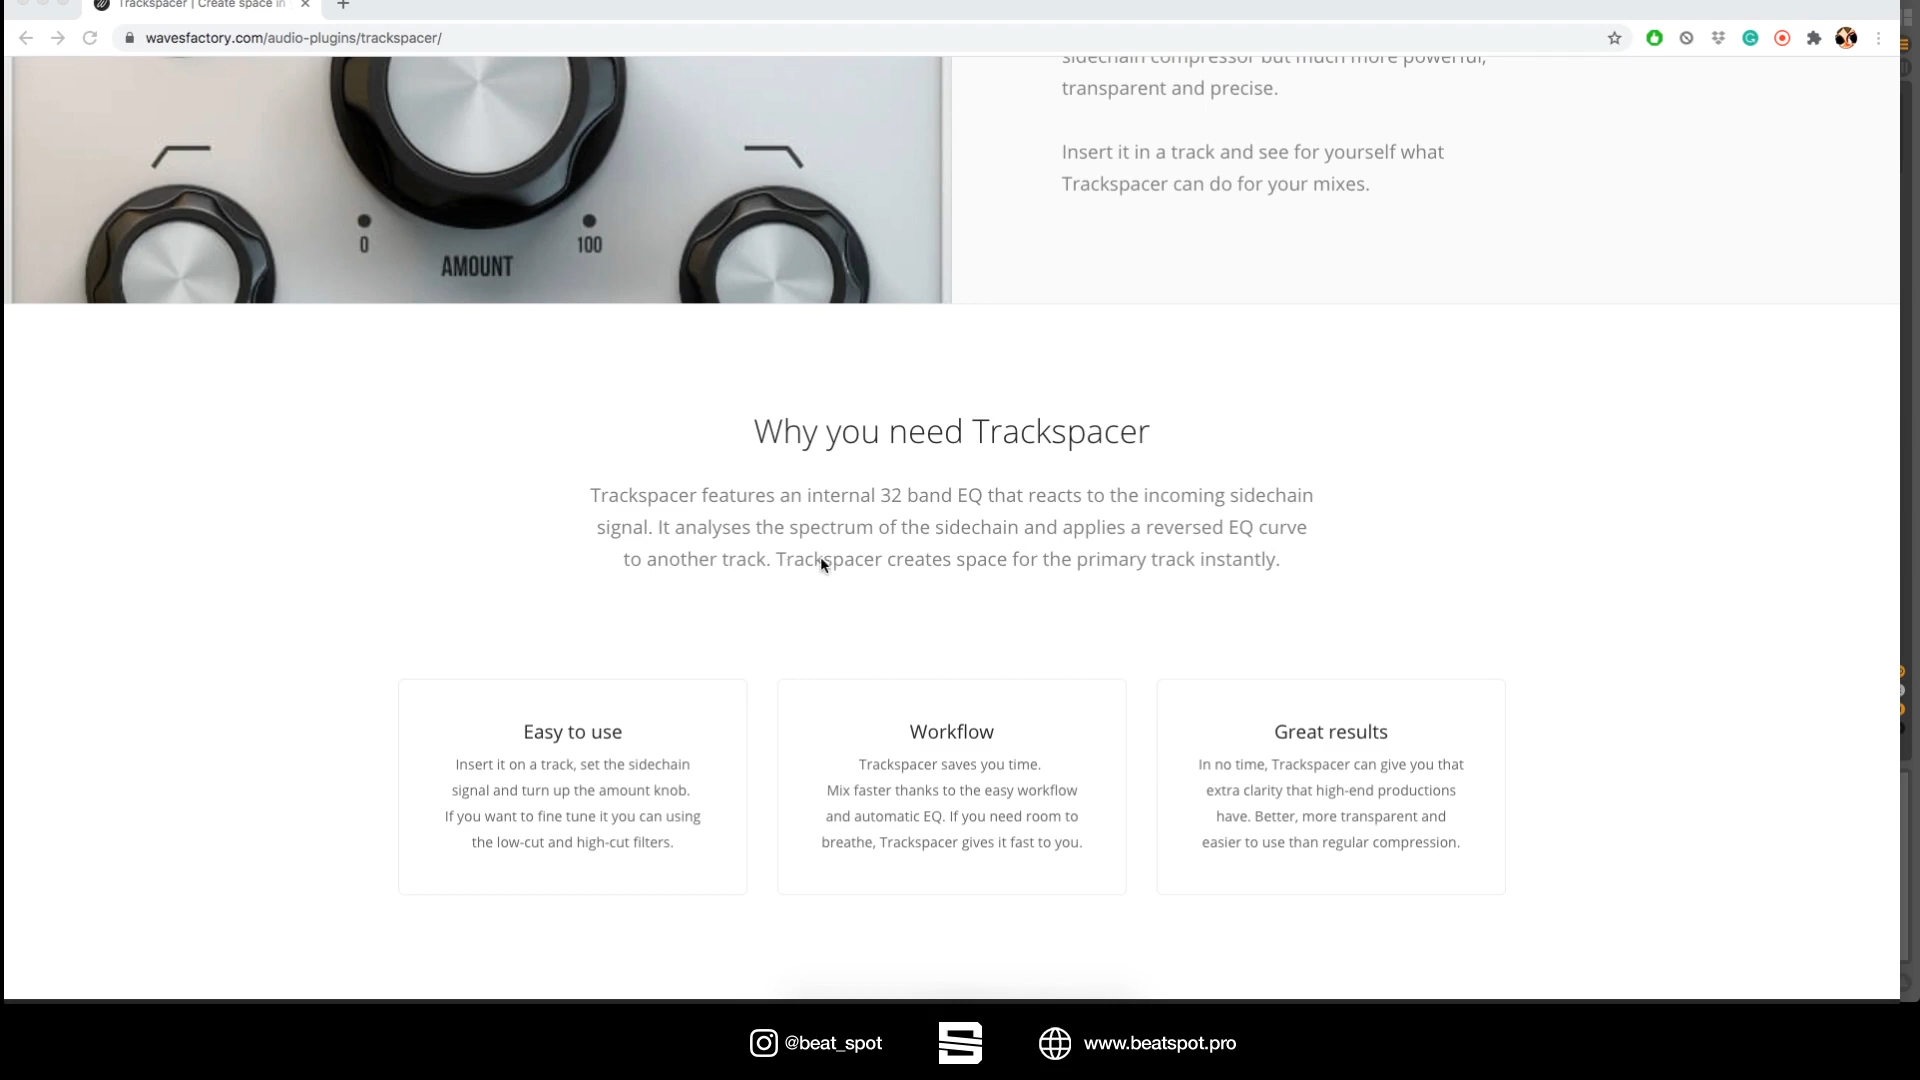 Trackspacer | Create space in
wavesfactory.com/audio-plugins/trackspacer/
sidechain compressor but much more powerful,
transparent and precise.
Insert it in a track and see for yourself what
Trackspacer can do for your mixes.
0
100
AMOUNT
Why you need Trackspacer
Trackspacer features an internal 32 band EQ that reacts to the incoming sidechain
signal. It analyses the spectrum of the sidechain and applies a reversed EQ curve
to another track. Trackspacer creates space for the primary track instantly.
Easy to use
Insert it on a track, set the sidechain
signal and turn up the amount knob.
If you want to fine tune it you can using
the low-cut and high-cut filters.
Workflow
Trackspacer saves you time.
Mix faster thanks to the easy workflow
and automatic EQ. If you need room to
breathe, Trackspacer gives it fast to you.
Great results
In no time, Trackspacer can give you that
extra clarity that high-end productions
have. Better, more transparent and
easier to use than regular compression.
@beat_spot
www.beatspot.pro